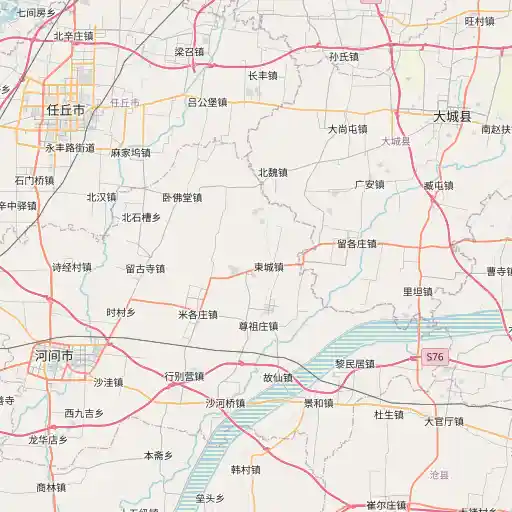 七间房乡
旺村镇
北辛庄镇
梁召镇
孙氏镇
长丰镇
任丘市
任丘市
吕公堡镇
大城县
大尚屯镇
南赵扶
大城县
永丰路街道
麻家坞镇
石门桥镇
北魏镇
广安镇
臧屯镇
北汉镇
卧佛堂镇
辛中驿镇
北石槽乡
留各庄镇
诗经村镇
留古寺镇
束城镇
曹寺镇
里坦镇
时村乡
米各庄镇
尊祖庄镇
河间市
S76
黎民居镇
沙洼镇
行别营镇
故仙镇
善寺
西九吉乡
沙河桥镇
景和镇
杜生镇
大官厅镇
龙华店乡
本斋乡
韩村镇
沧县
商林镇
垒头乡
崔尔庄镇